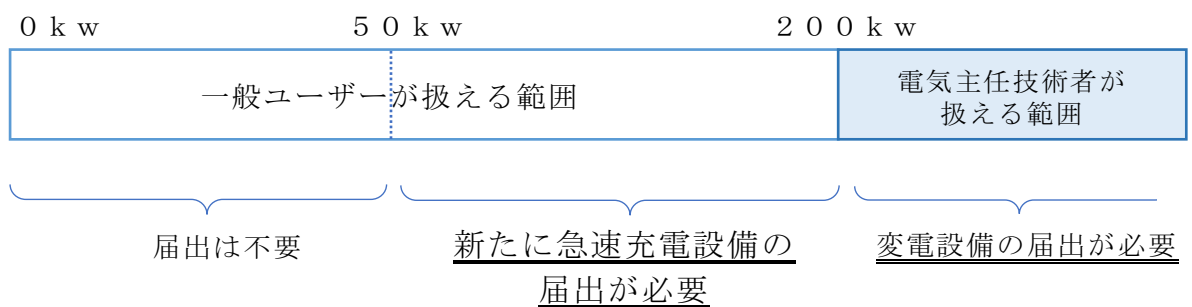 ０ｋｗ ５０ｋｗ ２００ｋｗ
一般ユーザーが扱える範囲
電気主任技術者が
扱える範囲
届出は不要
新たに急速充電設備の
届出が必要
変電設備の届出が必要